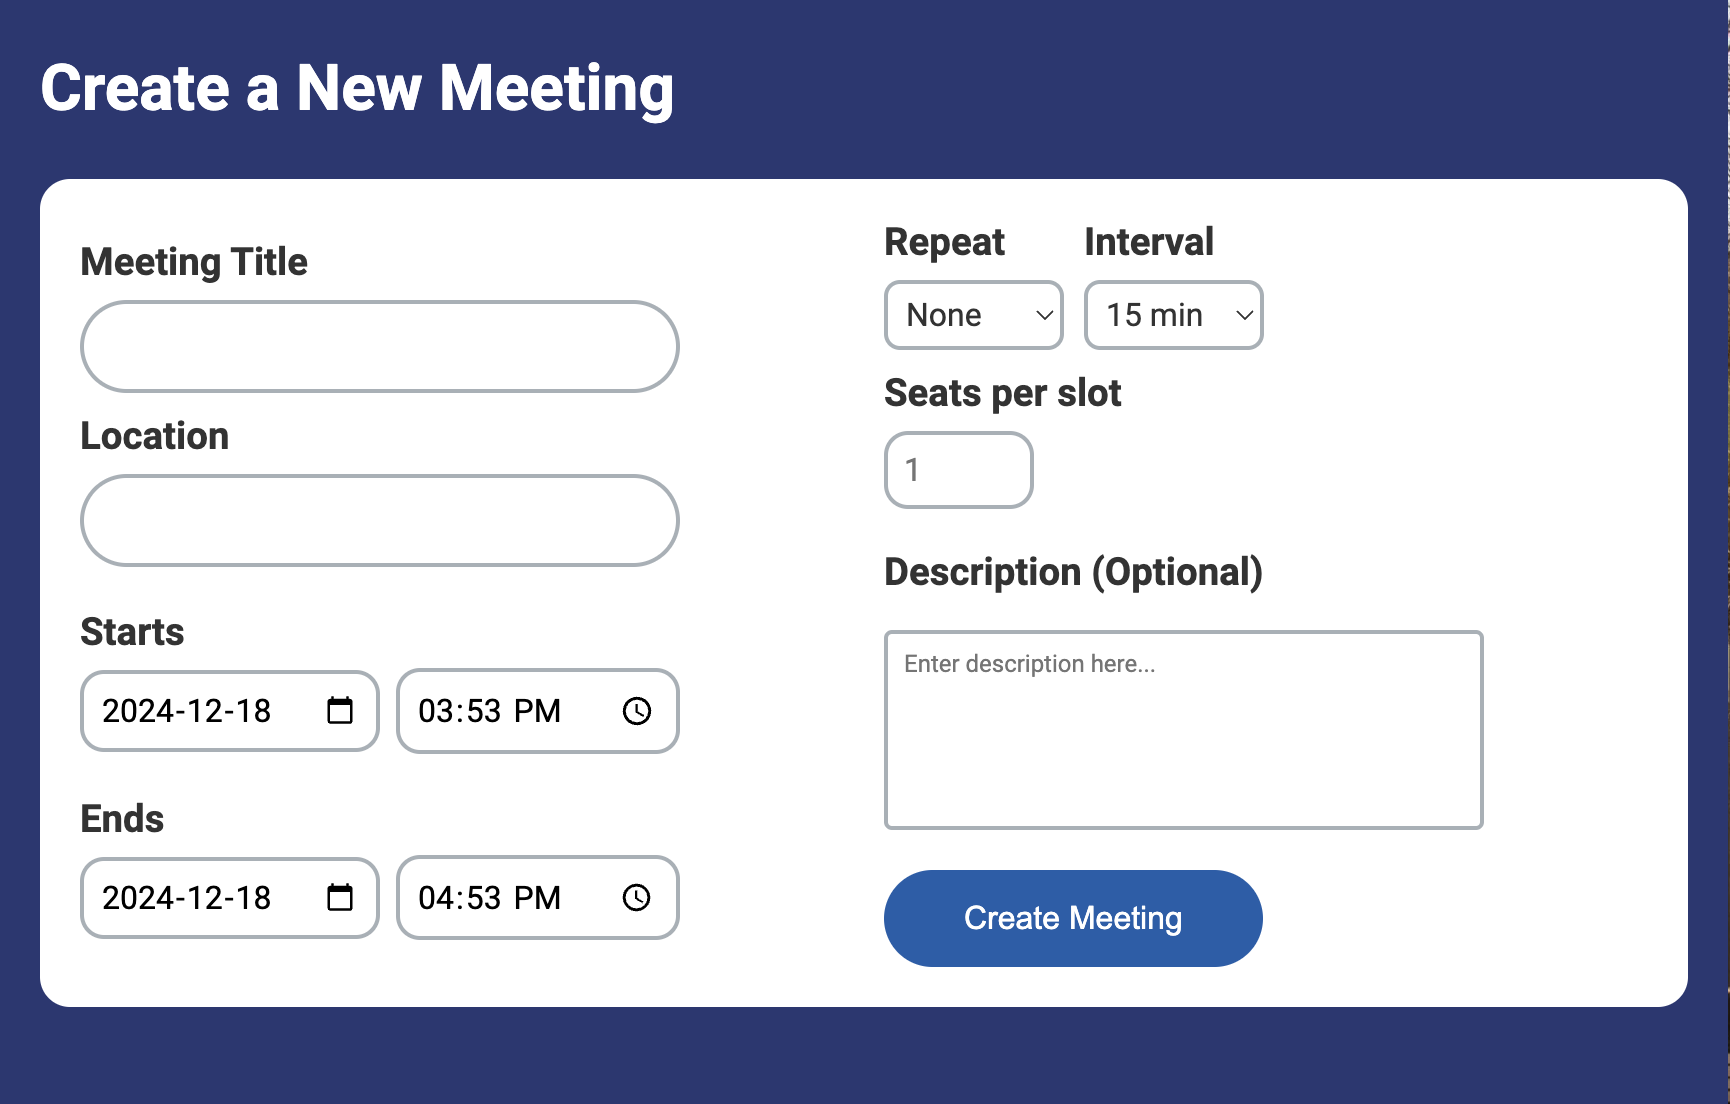 Create a New Meeting
Meeting Title
Location
Starts
2024-12-18 03:53 PM
Ends
2024-12-18 04:53 PM
Repeat Interval
None 15 min
Seats per slot
1
Description (Optional)
Enter description here...
Create Meeting